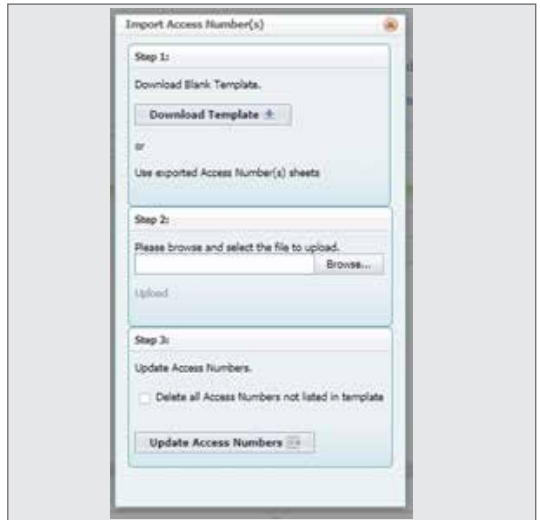 Import Access Number(s)
Step 1:
Download Blank Template.
Download Template
or
Use exported Access Number(s) sheets
Step 2:
Please browse and select the file to upload.
Browse...
Upload
Step 3:
Update Access Numbers.
Delete all Access Numbers not listed in template
Update Access Numbers